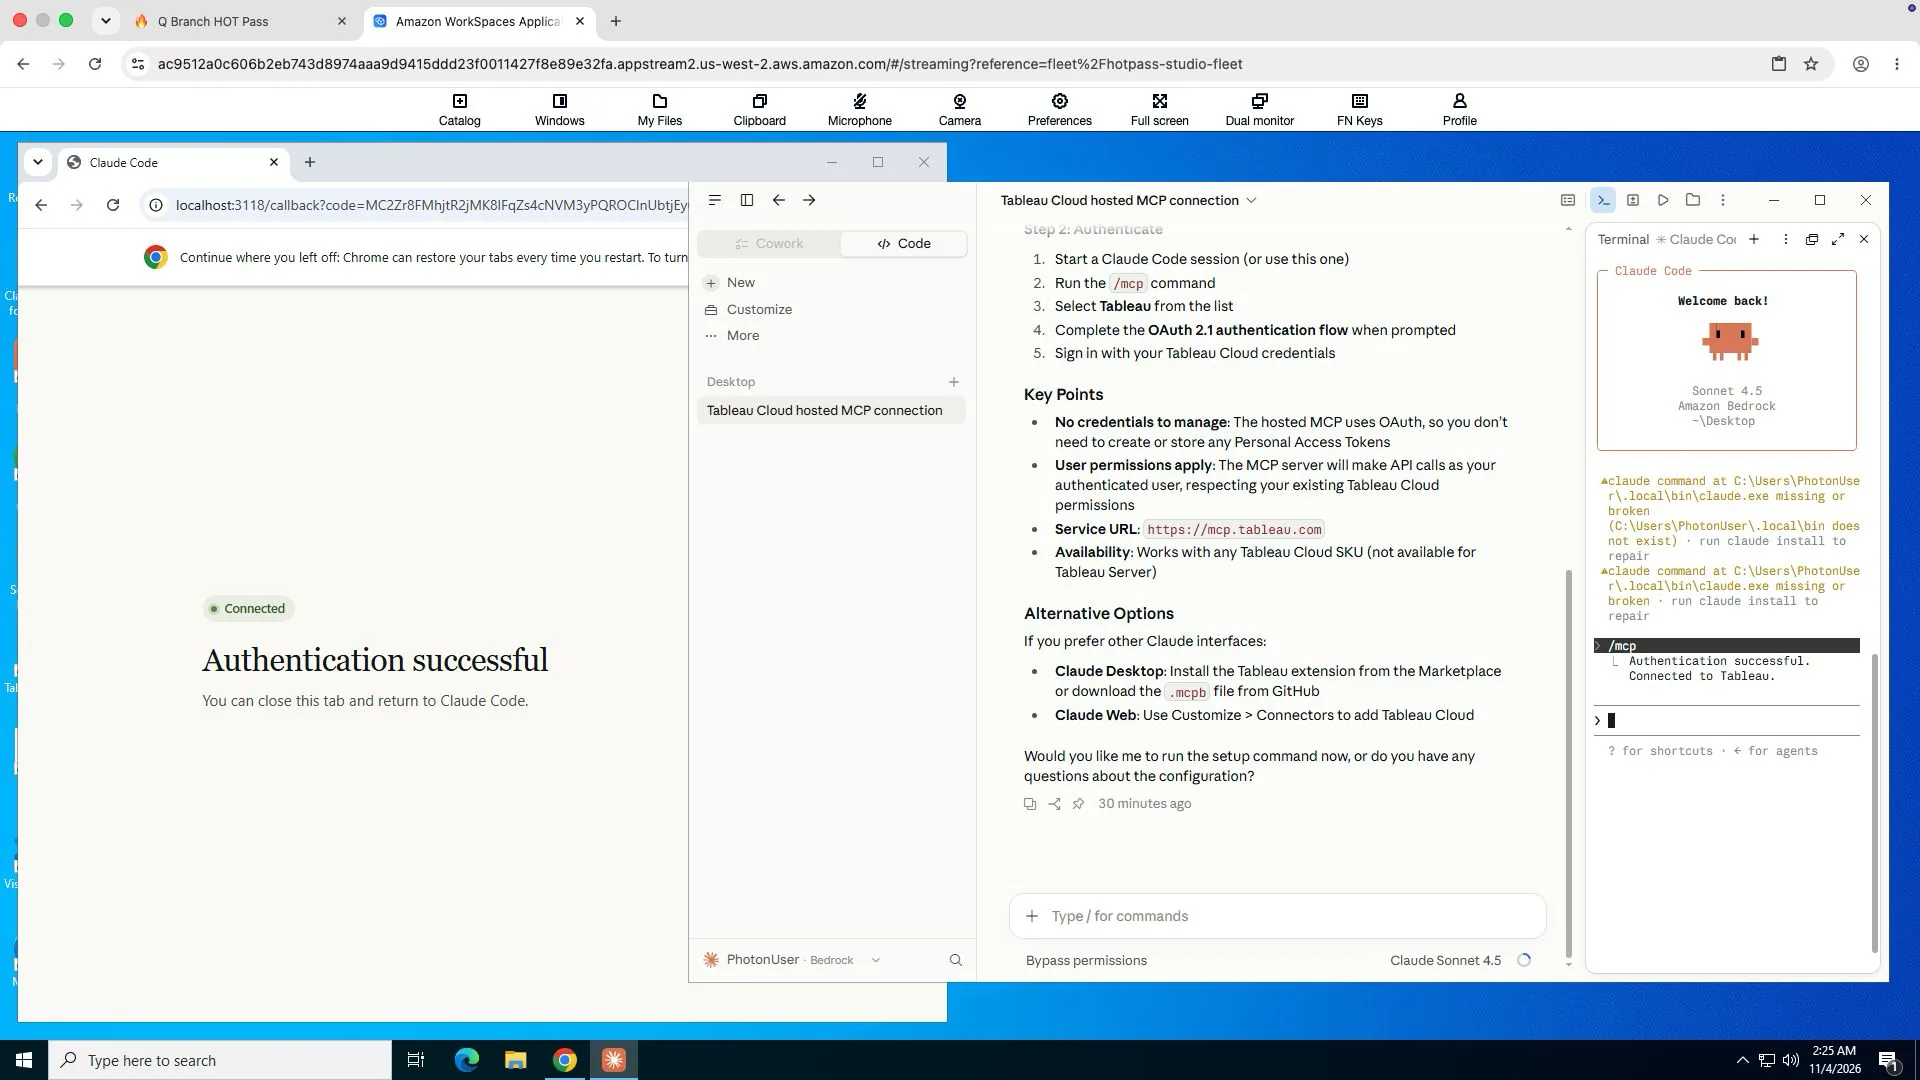 Q Branch HOT Pass
Amazon WorkSpaces Applica
ac9512a0c606b2eb743d8974aaa9d9415ddd23f0011427f8e89e32fa.appstream2.us-west-2.aws.amazon.com/#/streaming?reference=fleet%2Fhotpass-studio-fleet
Catalog
Windows
My Files
Clipboard
Microphone
Camera
Preferences
Full screen
Dual monitor
FN Keys
Profile
Claude Code
localhost:3118/callback?code=MC2Zr8FMhjtR2jMK8IFqZs4cNVM3yPQROCInUbtjEy
Continue where you left off: Chrome can restore your tabs every time you restart. To turn
Connected
Authentication successful
You can close this tab and return to Claude Code.
Cowork
Code
New
Customize
More
Desktop
Tableau Cloud hosted MCP connection
PhotonUser · Bedrock
Tableau Cloud hosted MCP connection
Step 2: Authenticate
1. Start a Claude Code session (or use this one)
2. Run the /mcp command
3. Select Tableau from the list
4. Complete the OAuth 2.1 authentication flow when prompted
5. Sign in with your Tableau Cloud credentials
Key Points
• No credentials to manage: The hosted MCP uses OAuth, so you don't
need to create or store any Personal Access Tokens
• User permissions apply: The MCP server will make API calls as your
authenticated user, respecting your existing Tableau Cloud
permissions
• Service URL: https://mcp.tableau.com
• Availability: Works with any Tableau Cloud SKU (not available for
Tableau Server)
Alternative Options
If you prefer other Claude interfaces:
• Claude Desktop: Install the Tableau extension from the Marketplace
or download the .mcpb file from GitHub
• Claude Web: Use Customize > Connectors to add Tableau Cloud
Would you like me to run the setup command now, or do you have any
questions about the configuration?
30 minutes ago
Type / for commands
Bypass permissions
Claude Sonnet 4.5
Terminal
Claude Co
Claude Code
Welcome back!
Sonnet 4.5
Amazon Bedrock
~\Desktop
claude command at C:\Users\PhotonUse
r\.local\bin\claude.exe missing or
broken
(C:\Users\PhotonUser\.local\bin does
not exist) · run claude install to
repair
claude command at C:\Users\PhotonUse
r\.local\bin\claude.exe missing or
broken · run claude install to
repair
> /mcp
Authentication successful.
Connected to Tableau.
>
? for shortcuts · ← for agents
Type here to search
2:25 AM
11/4/2026
1